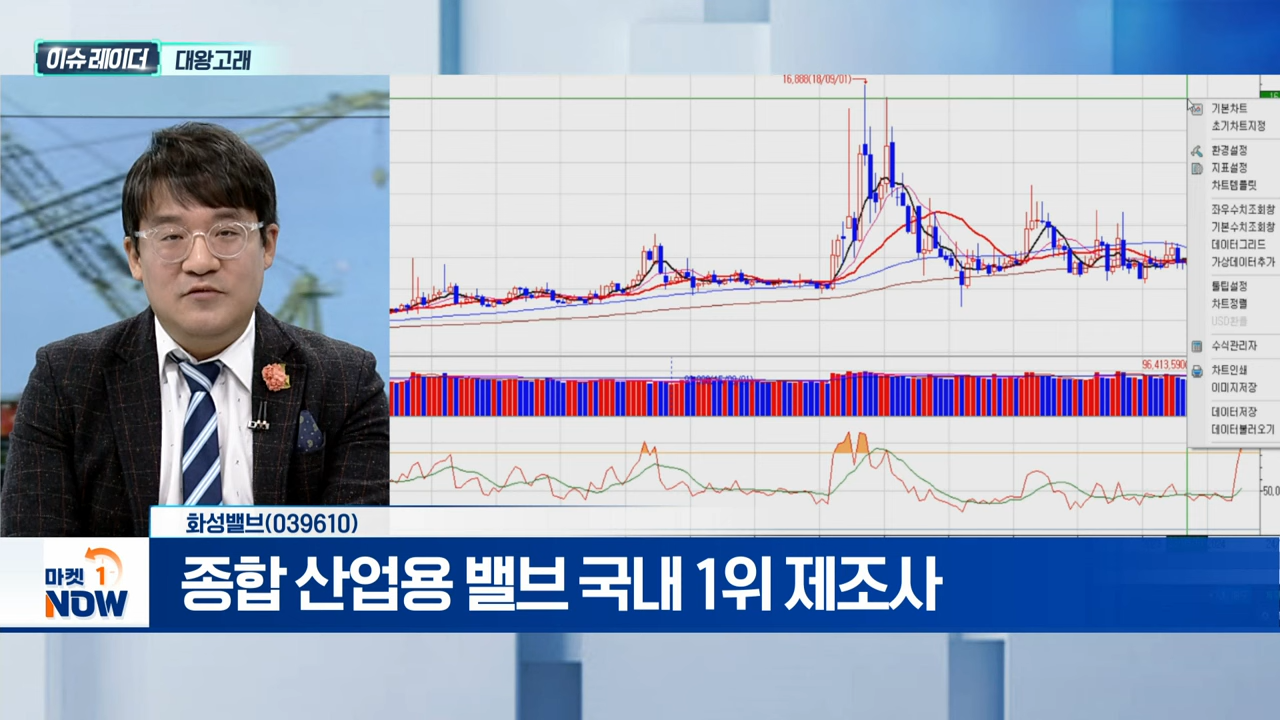 이슈 레이더 대왕고래
16,888(18/09/01)
기본차트
초기차트지정
환경설정
지표설정
차트템플릿
좌우수치조회창
기본수치조회창
데이터그리드
가상데이터추가
툴팁설정
차트정렬
USD환률
수식관리자
차트인쇄
이미지저장
데이터저장
데이터불러오기
96,413,590
50.0
화성밸브(039610)
마켓 1
NOW
종합 산업용 밸브 국내 1위 제조사